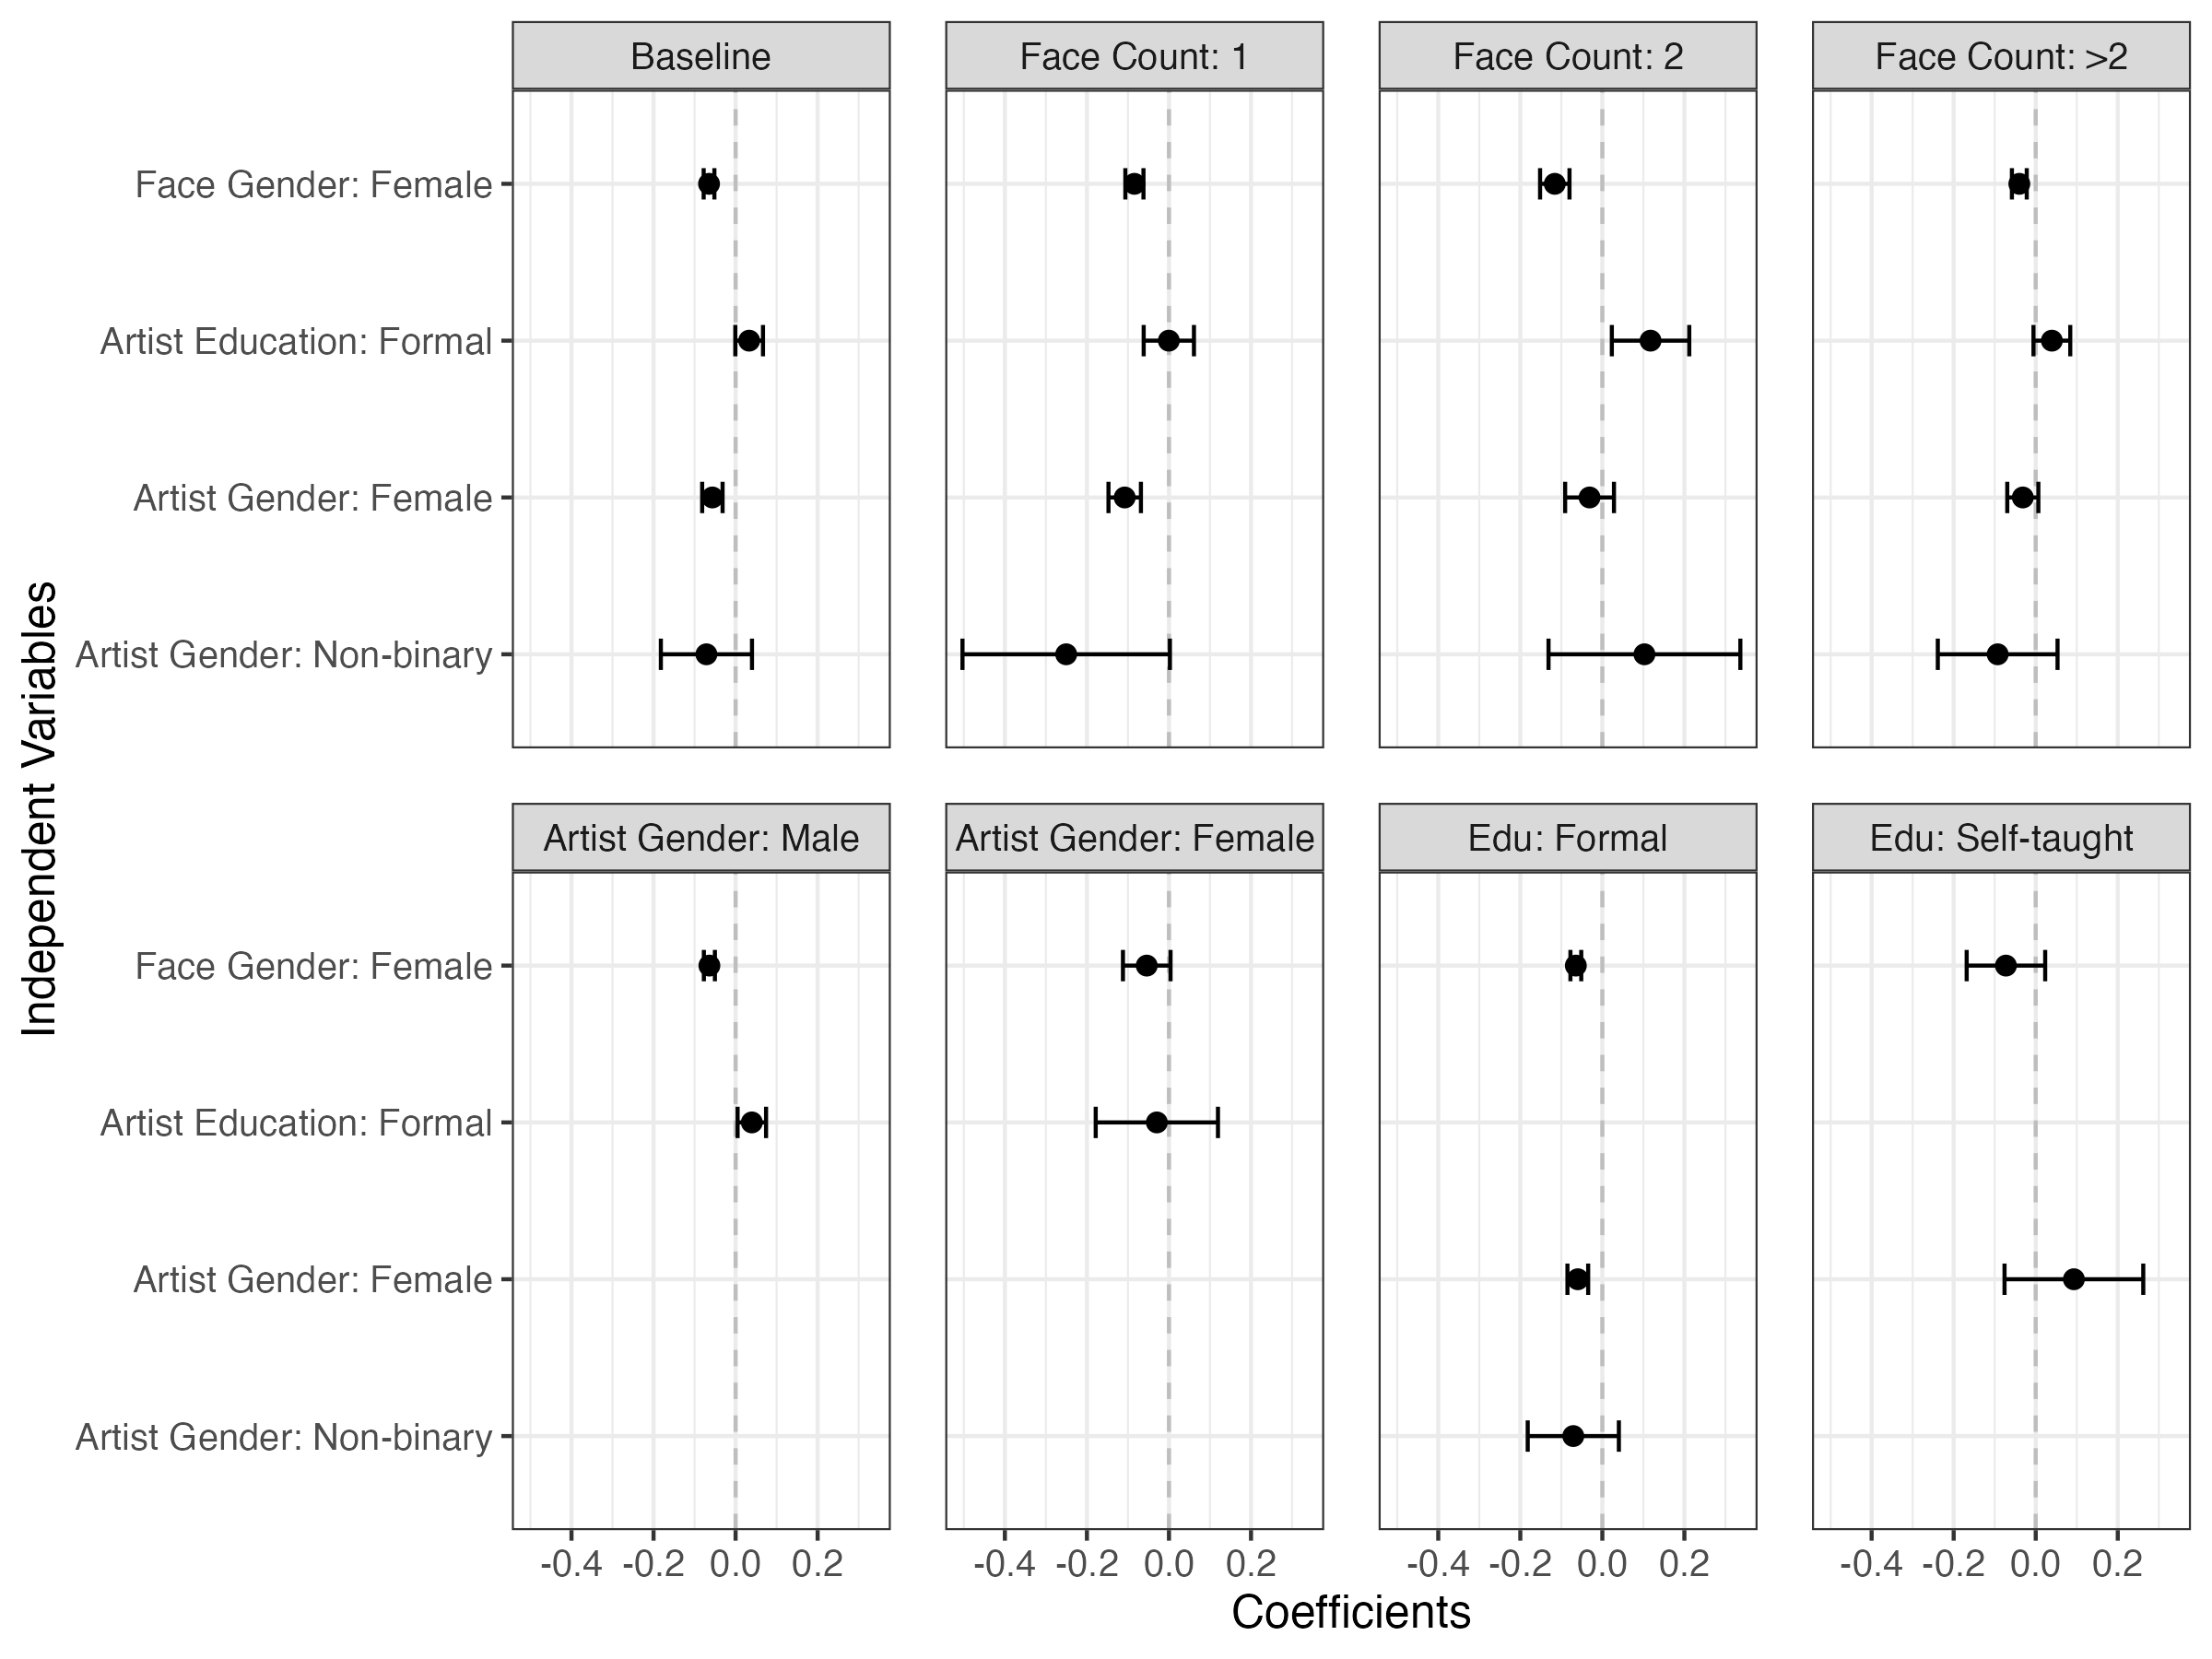 Baseline
Face Count: 1
Face Count: 2
Face Count: >2
Face Gender: Female
Artist Education: Formal
Artist Gender: Female
Artist Gender: Non-binary
Independent Variables
Artist Gender: Male
Artist Gender: Female
Edu: Formal
Edu: Self-taught
Face Gender: Female
Artist Education: Formal
Artist Gender: Female
Artist Gender: Non-binary
-0.4 -0.2 0.0 0.2
-0.4 -0.2 0.0 0.2
-0.4 -0.2 0.0 0.2
-0.4 -0.2 0.0 0.2
Coefficients